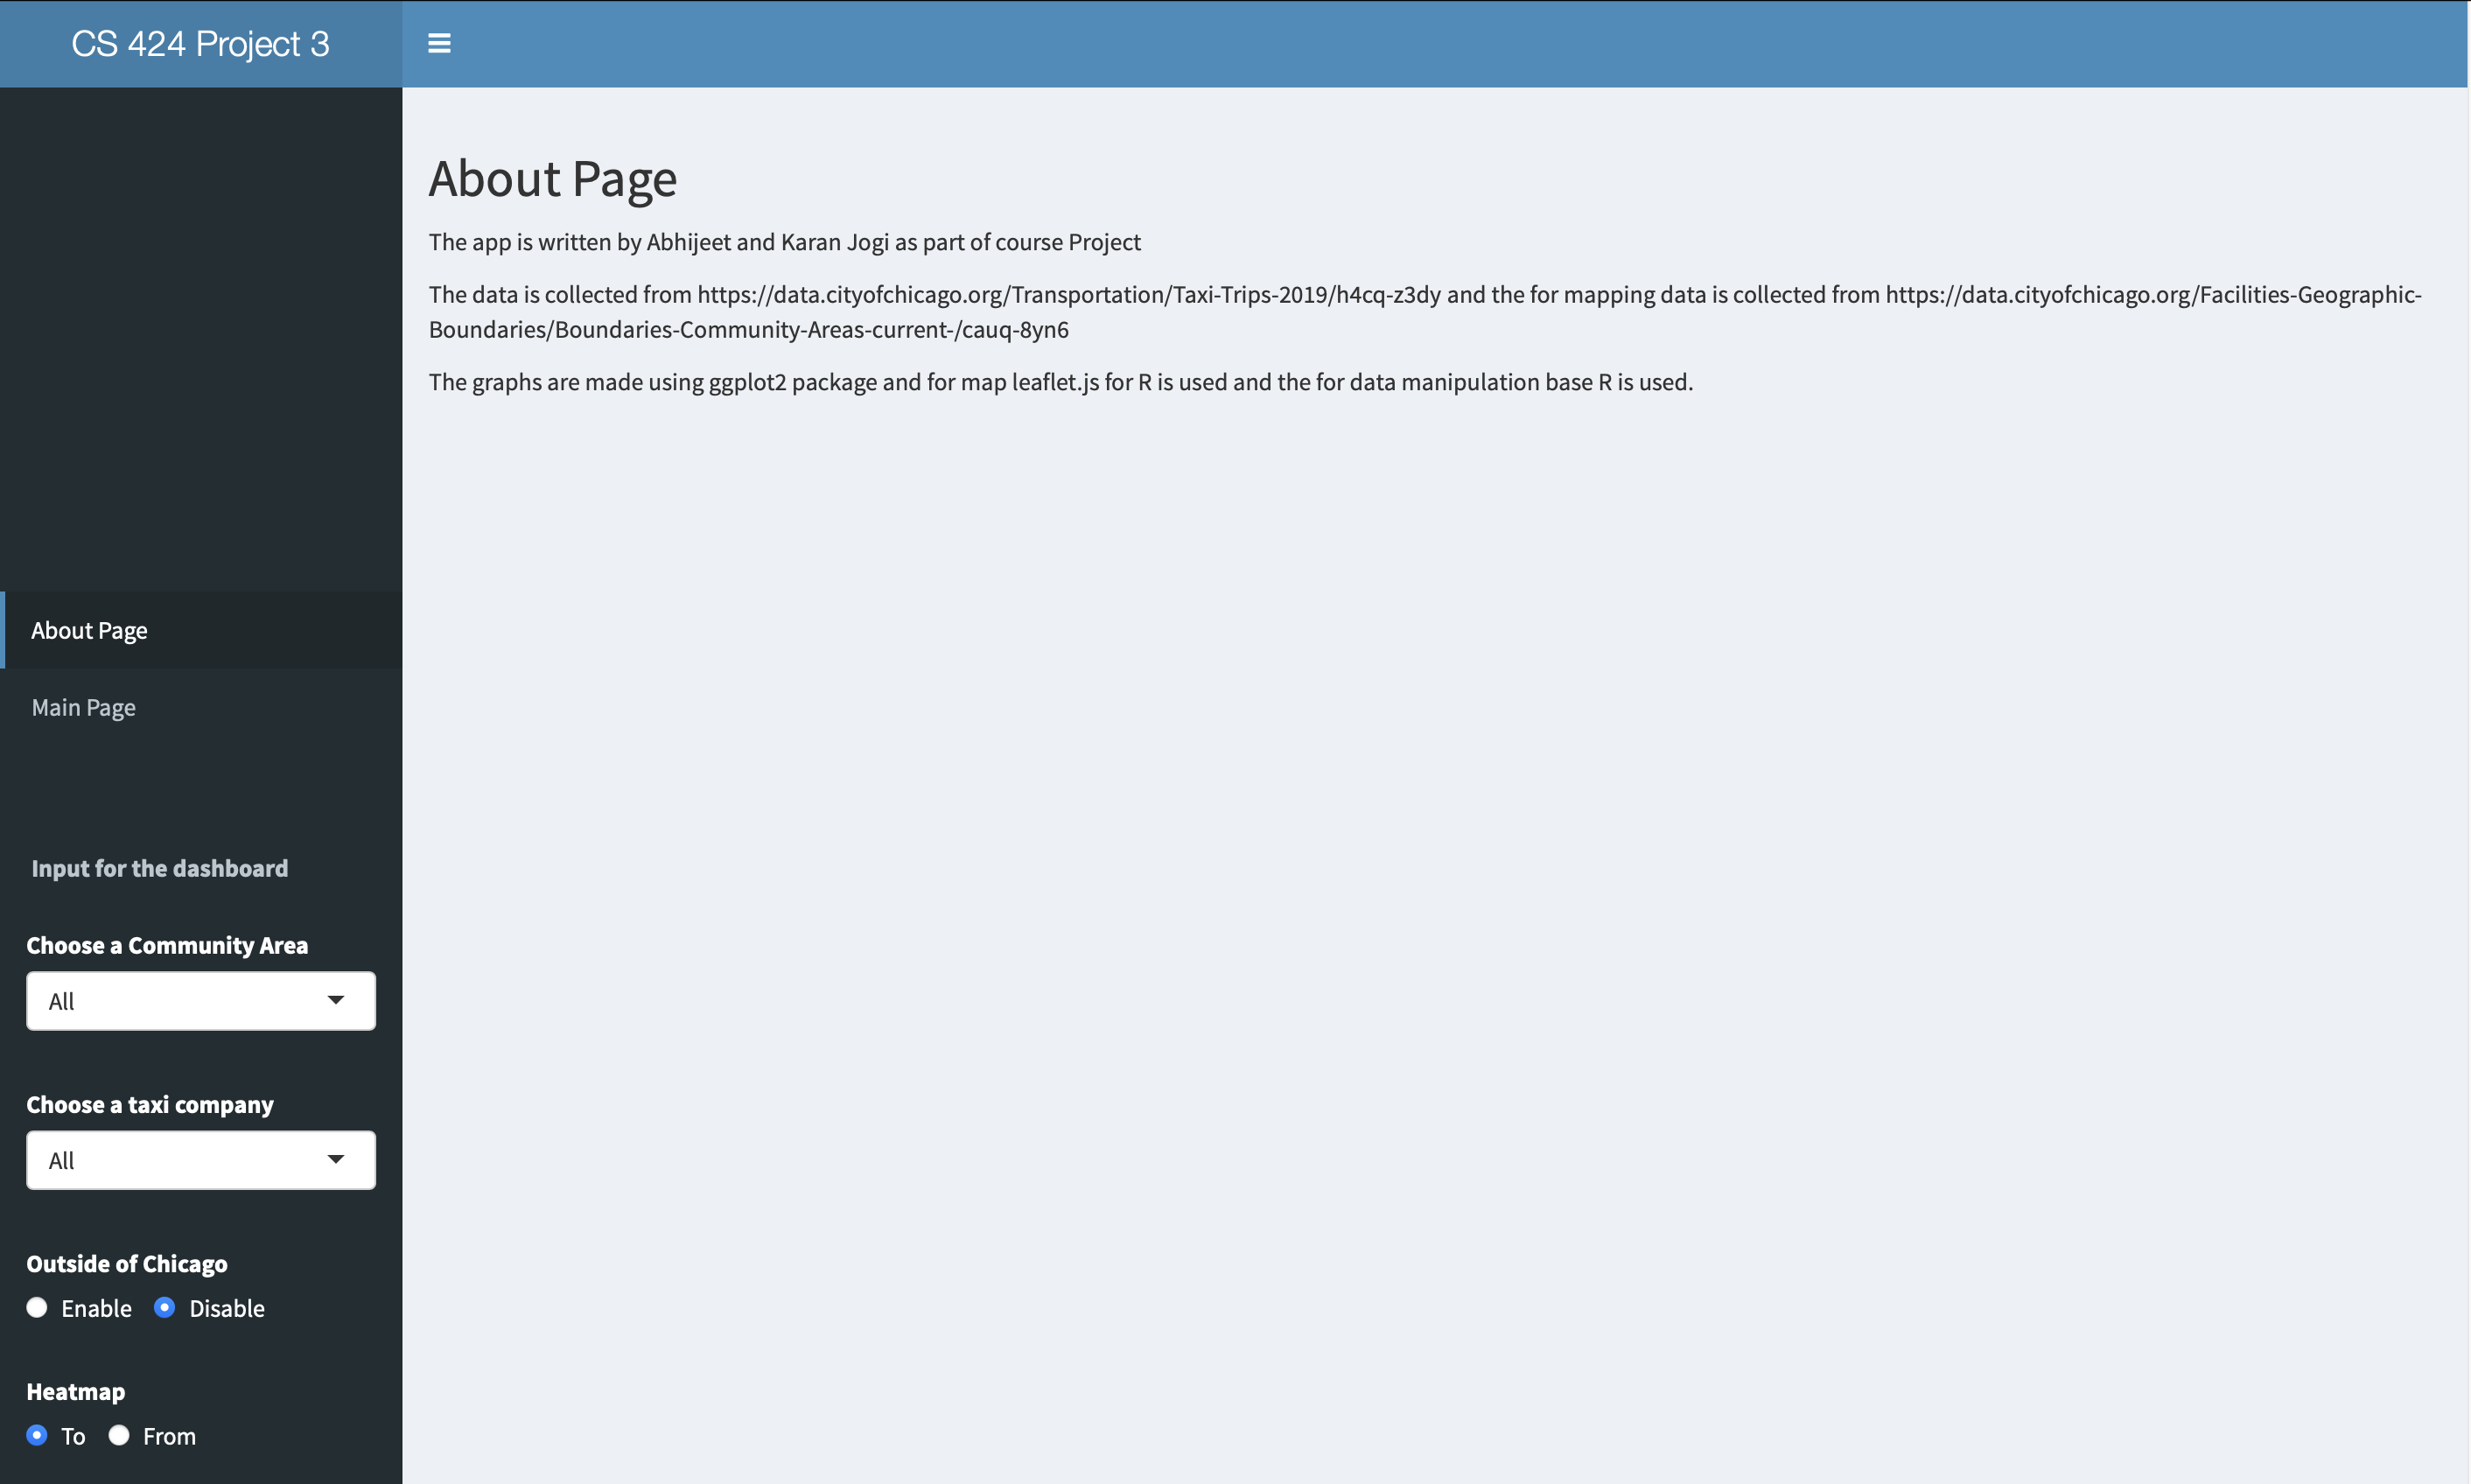 CS 424 Project 3
About Page
The app is written by Abhijeet and Karan Jogi as part of course Project
The data is collected from https://data.cityofchicago.org/Transportation/Taxi-Trips-2019/h4cq-z3dy and the for mapping data is collected from https://data.cityofchicago.org/Facilities-Geographic-
Boundaries/Boundaries-Community-Areas-current-/cauq-8yn6
The graphs are made using ggplot2 package and for map leaflet.js for R is used and the for data manipulation base R is used.
About Page
Main Page
Input for the dashboard
Choose a Community Area
All
Choose a taxi company
All
Outside of Chicago
Enable Disable
Heatmap
To From